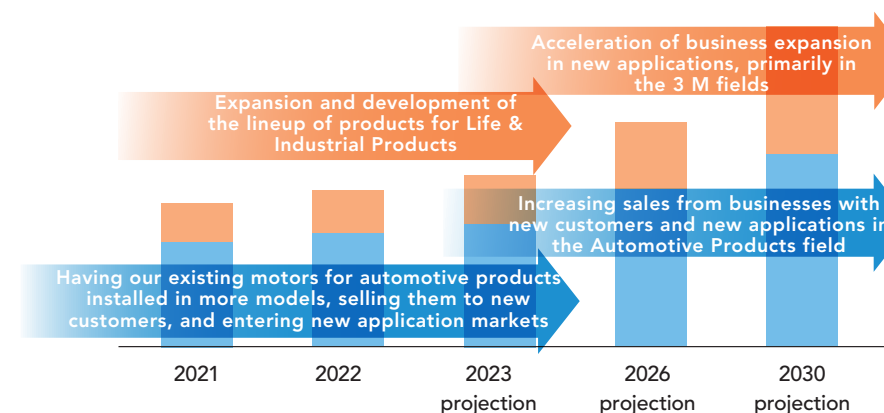 Acceleration of business expansion
in new applications, primarily in
the 3 M fields
Expansion and development of
the lineup of products for Life &
Industrial Products
Increasing sales from businesses with
new customers and new applications in
the Automotive Products field
Having our existing motors for automotive products
installed in more models, selling them to new
customers, and entering new application markets
2021
2022
2023
projection
2026
projection
2030
projection